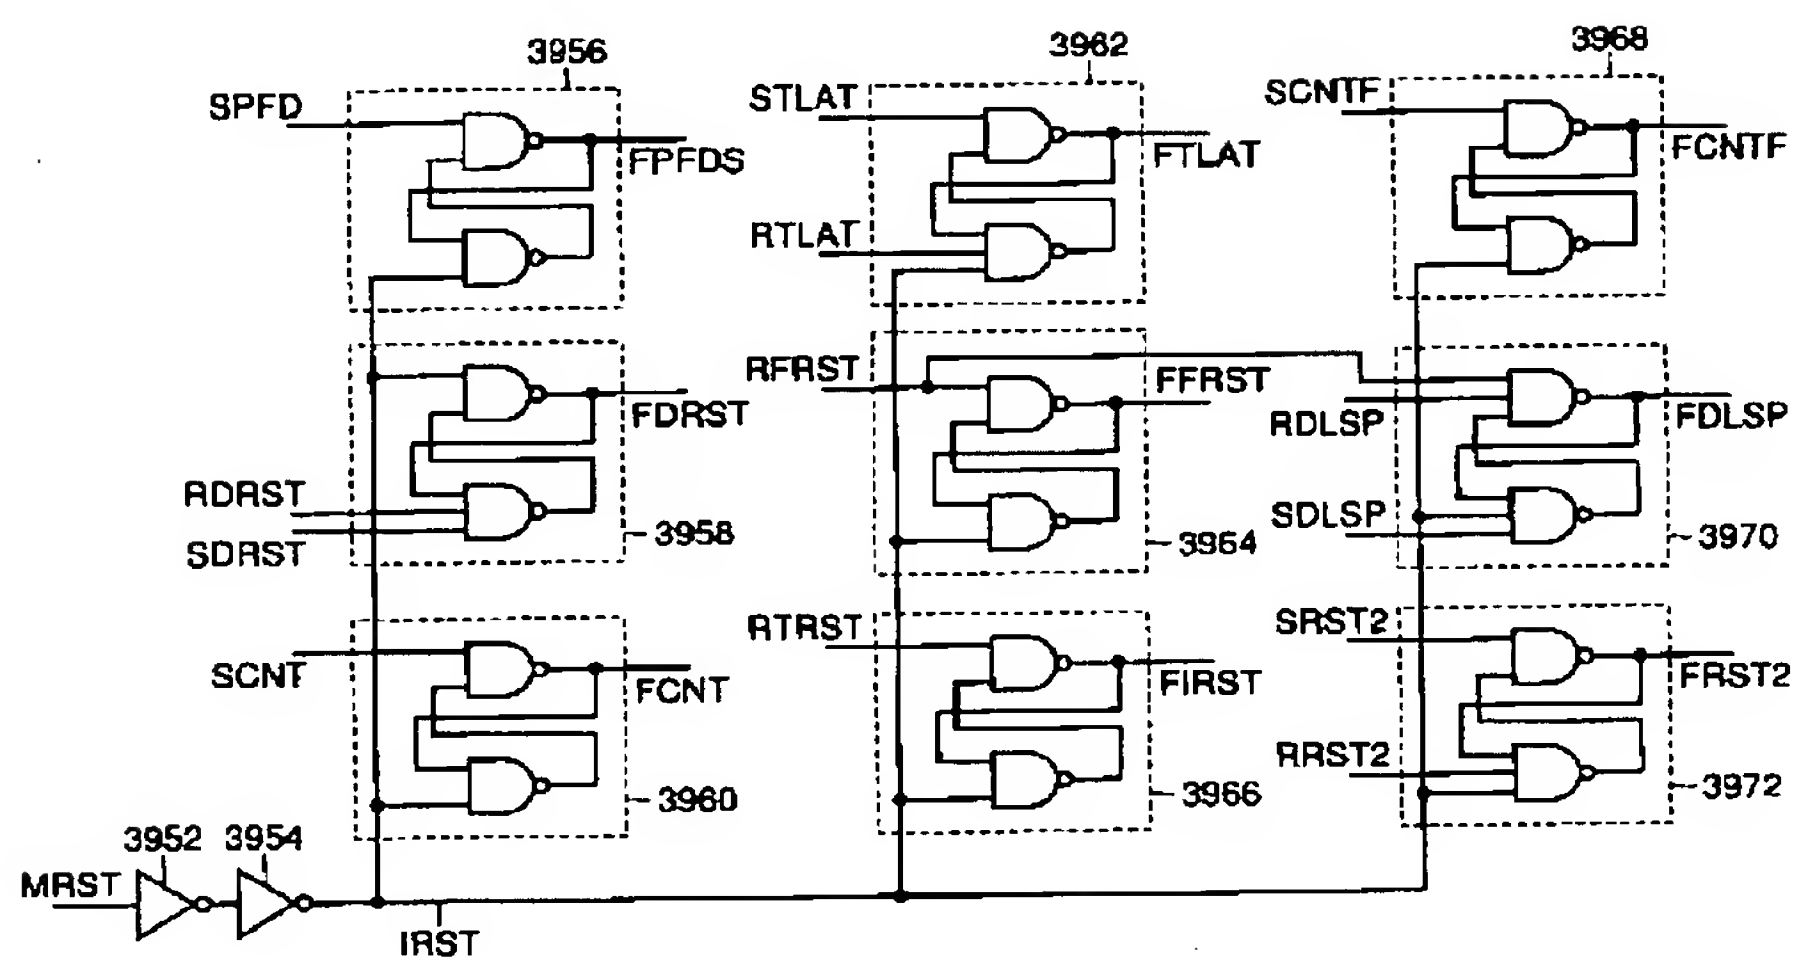 3956
SPFD
FPFDS
3962
STLAT
FTLAT
RTLAT
3968
SCNTF
FCNTF
FDRST
RDRST
SDRST
3958
RFRST
FFRST
3964
RDLSP
FDLSP
SDLSP
3970
SCNT
FCNT
3960
RTRST
FIRST
3966
SRST2
FRST2
RRST2
3972
MRST
3952
3954
IRST